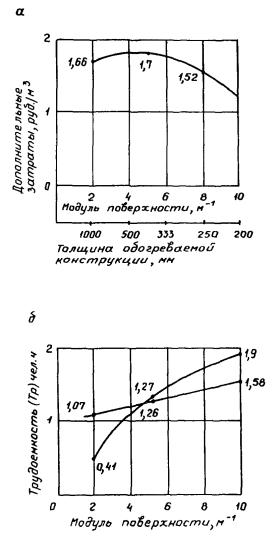 а
Дополнительные
затраты, руб/м3
2
1
0
1,66
1,7
1,52
2 4 6 8 10
Модуль поверхности, м⁻¹
1000 500 333 250 200
Толщина обогреваемой
конструкции, мм
б
Трудоемкость (Тр) чел.ч
2
1
0
1,07
0,41
1,27
1,26
1,9
1,58
2 4 6 8 10
Модуль поверхности, м⁻¹